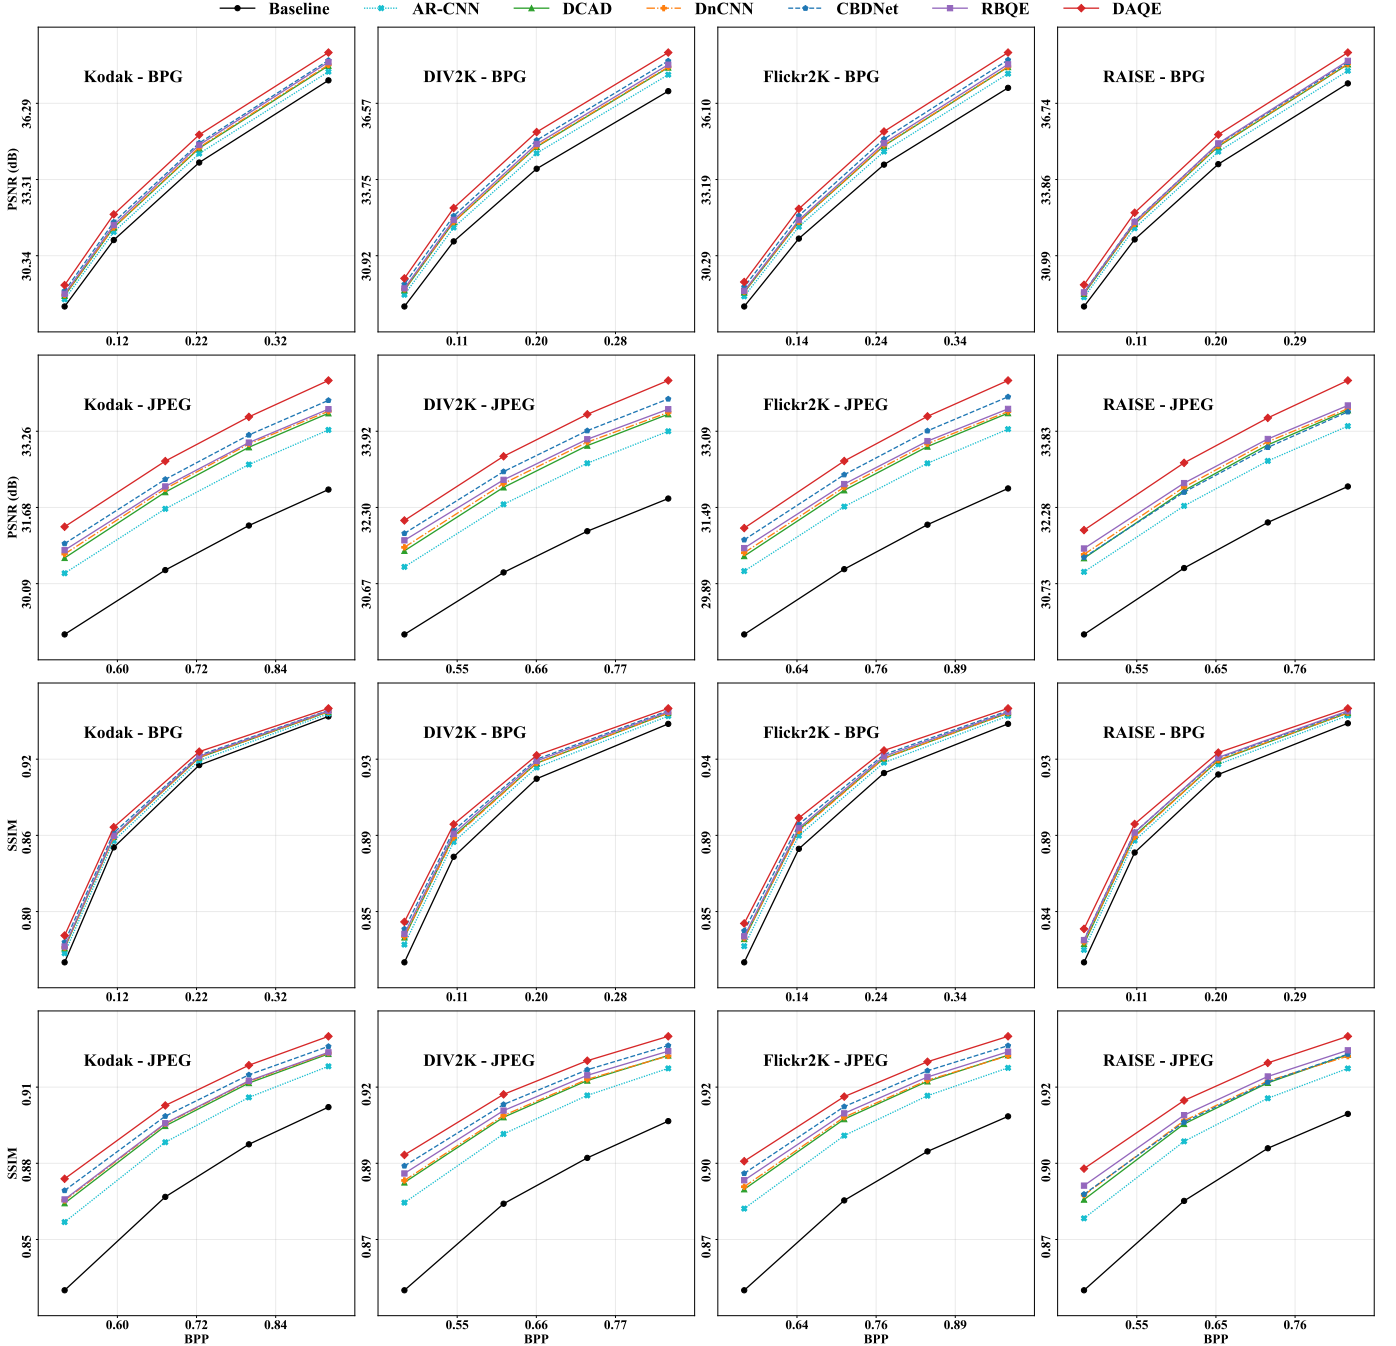 Baseline AR-CNN DCAD DnCNN CBDNet RBQE DAQE
Kodak - BPG
PSNR (dB)
36.29
33.31
30.34
0.12 0.22 0.32
DIV2K - BPG
36.57
33.75
30.92
0.11 0.20 0.28
Flickr2K - BPG
36.10
33.19
30.29
0.14 0.24 0.34
RAISE - BPG
36.74
33.86
30.99
0.11 0.20 0.29
Kodak - JPEG
PSNR (dB)
33.26
31.68
30.09
0.60 0.72 0.84
DIV2K - JPEG
33.92
32.30
30.67
0.55 0.66 0.77
Flickr2K - JPEG
33.09
31.49
29.89
0.64 0.76 0.89
RAISE - JPEG
33.83
32.28
30.73
0.55 0.65 0.76
Kodak - BPG
SSIM
0.92
0.86
0.80
0.12 0.22 0.32
DIV2K - BPG
0.93
0.89
0.85
0.11 0.20 0.28
Flickr2K - BPG
0.94
0.89
0.85
0.14 0.24 0.34
RAISE - BPG
0.93
0.89
0.84
0.11 0.20 0.29
Kodak - JPEG
SSIM
0.91
0.88
0.85
0.60 0.72 0.84
BPP
DIV2K - JPEG
0.92
0.89
0.87
0.55 0.66 0.77
BPP
Flickr2K - JPEG
0.92
0.90
0.87
0.64 0.76 0.89
BPP
RAISE - JPEG
0.92
0.90
0.87
0.55 0.65 0.76
BPP